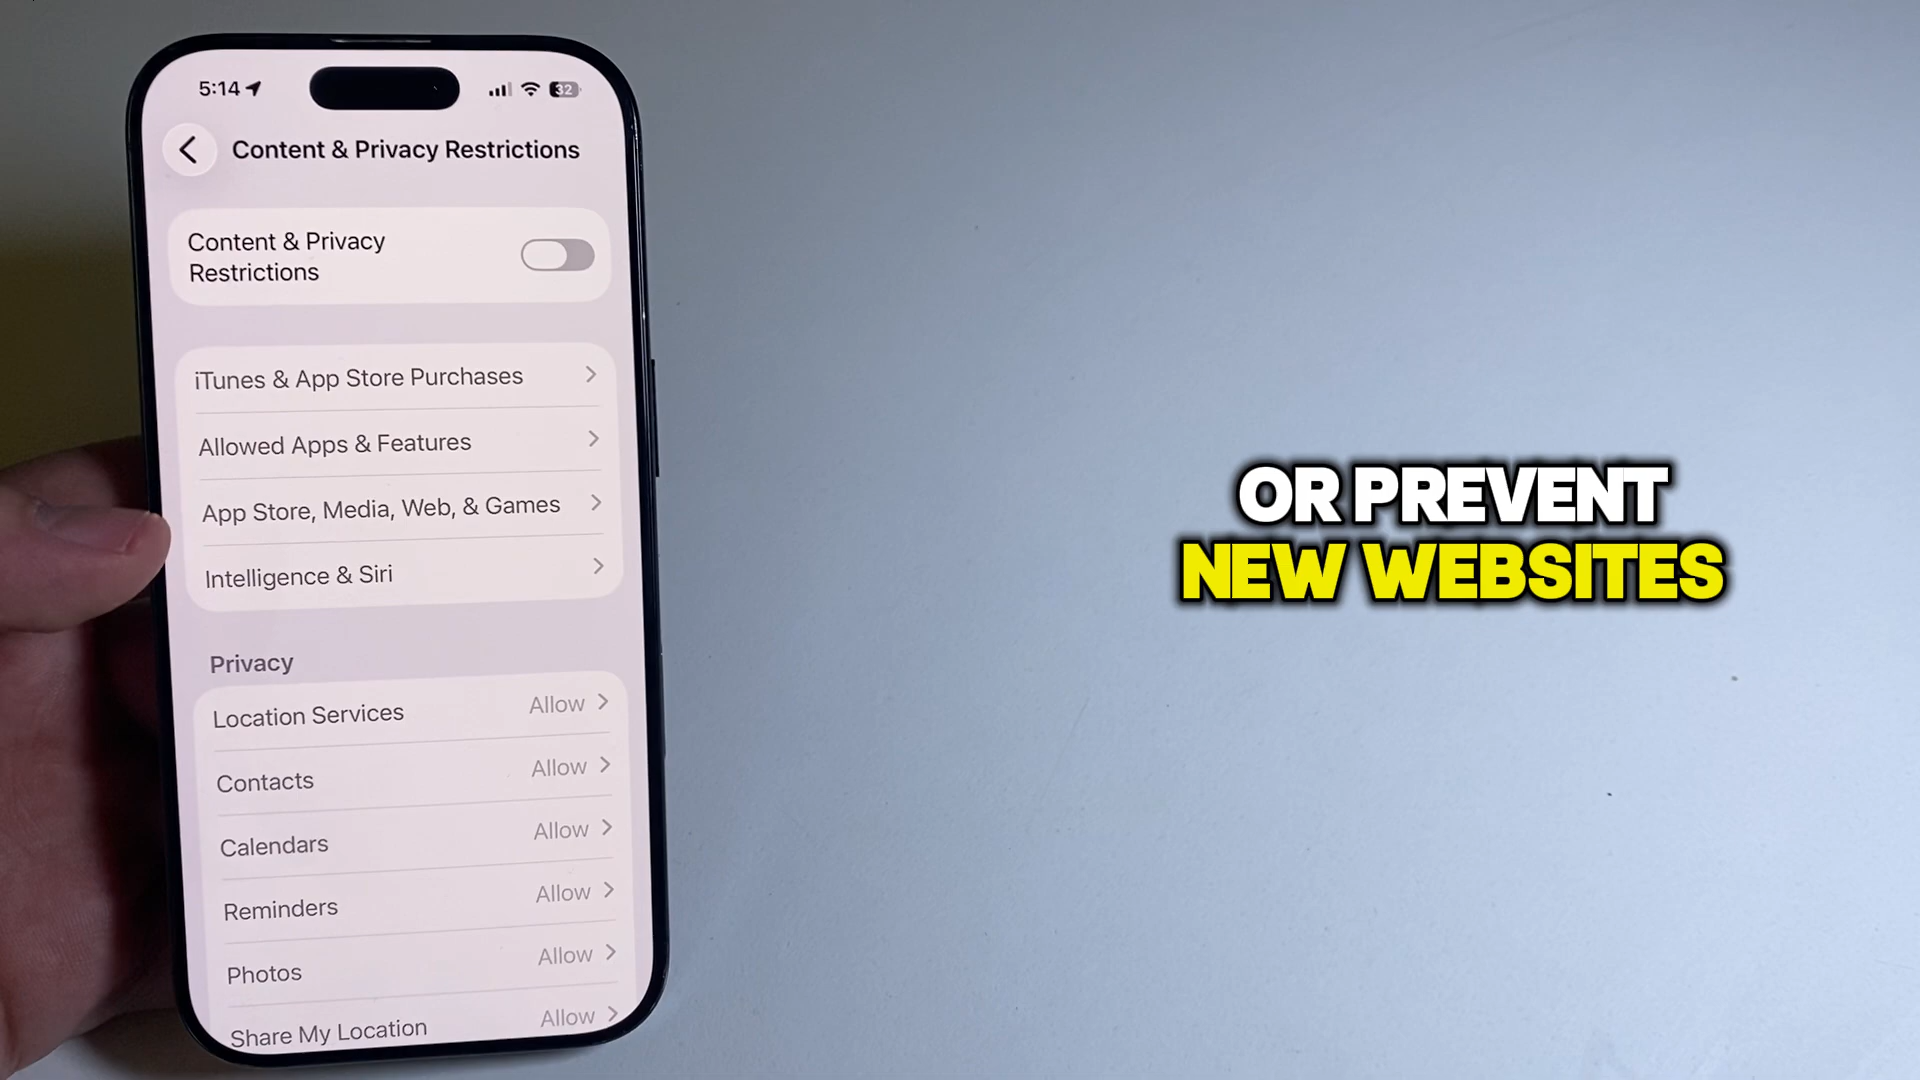 5:14
32
Content & Privacy Restrictions
Content & Privacy
Restrictions
iTunes & App Store Purchases
Allowed Apps & Features
App Store, Media, Web, & Games
Intelligence & Siri
Privacy
Location Services Allow
Contacts Allow
Calendars Allow
Reminders Allow
Photos Allow
Share My Location Allow
OR PREVENT
NEW WEBSITES